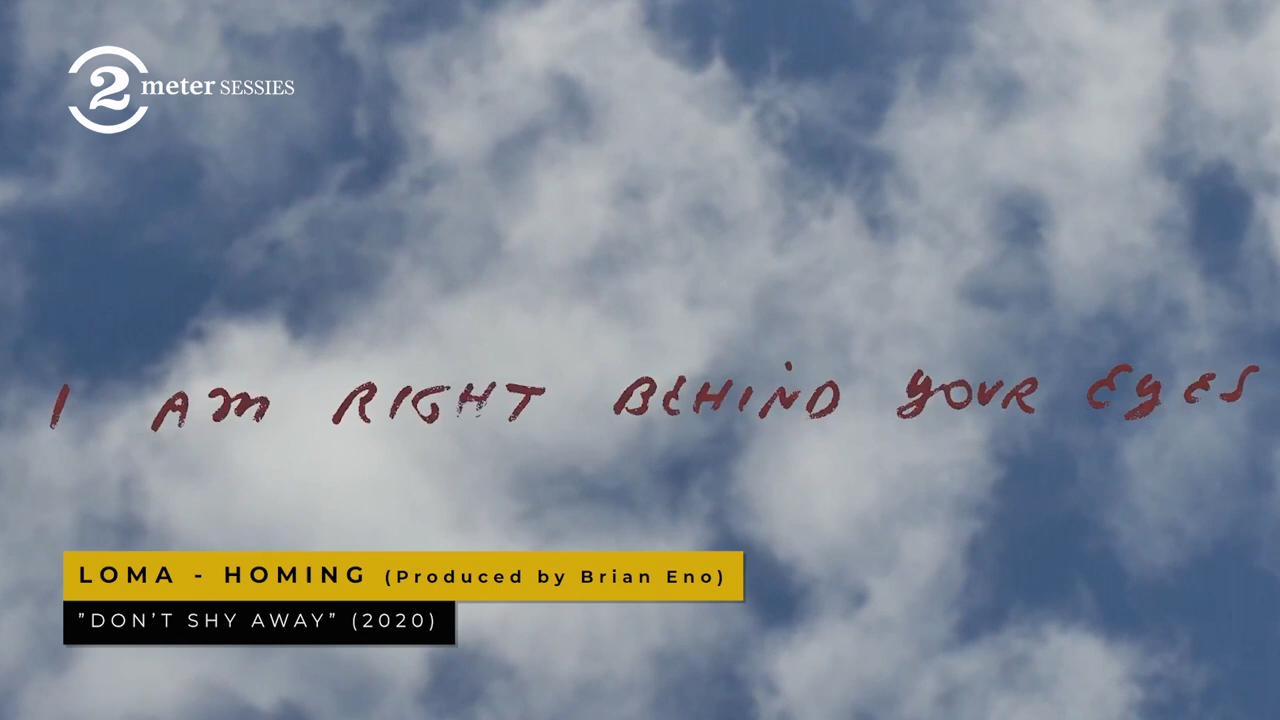 2 meter SESSIES
I AM RIGHT BEHIND YOUR EYES
LOMA - HOMING (Produced by Brian Eno)
"DON'T SHY AWAY" (2020)